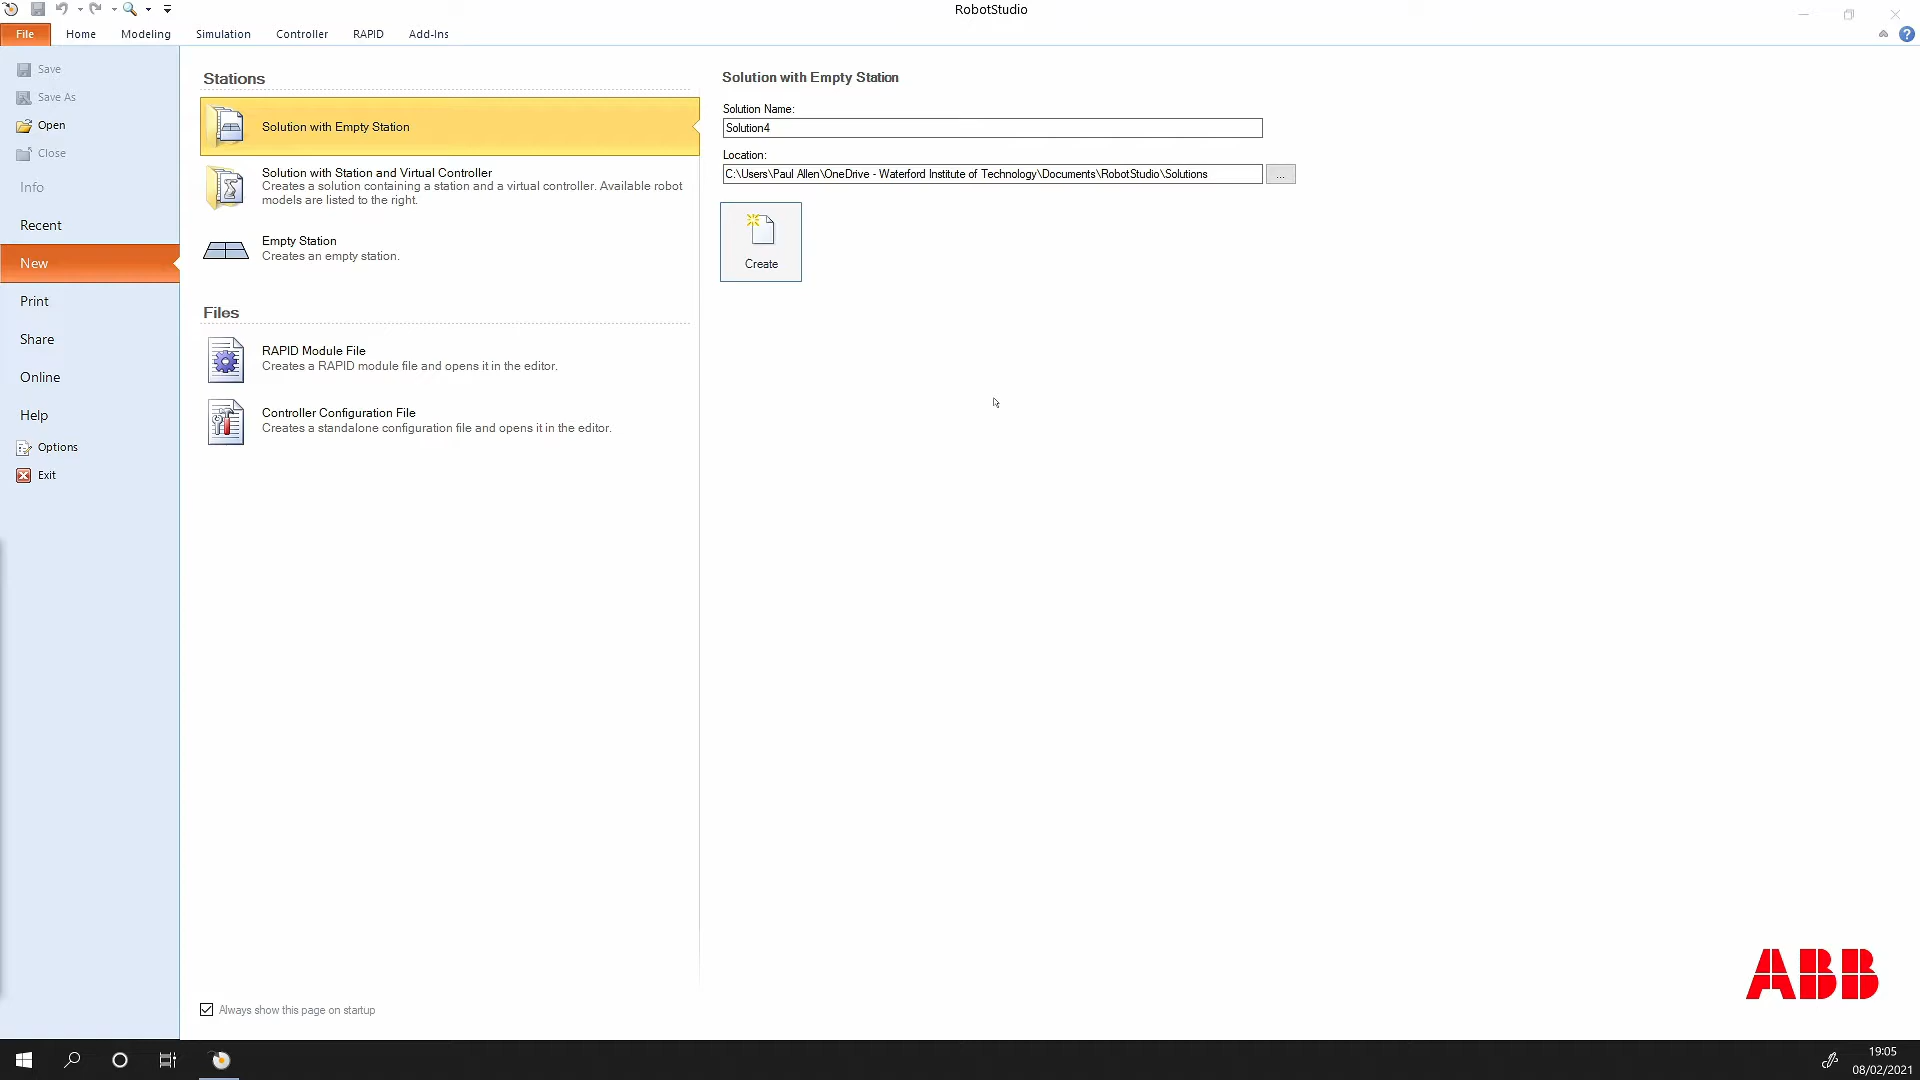 RobotStudio
File Home Modeling Simulation Controller RAPID Add-Ins
Save
Save As
Open
Close
Info
Recent
New
Print
Share
Online
Help
Options
Exit
Stations
Solution with Empty Station
Solution with Station and Virtual Controller
Creates a solution containing a station and a virtual controller. Available robot
models are listed to the right.
Empty Station
Creates an empty station.
Files
RAPID Module File
Creates a RAPID module file and opens it in the editor.
Controller Configuration File
Creates a standalone configuration file and opens it in the editor.
Always show this page on startup
Solution with Empty Station
Solution Name:
Solution4
Location:
C:\Users\Paul Allen\OneDrive - Waterford Institute of Technology\Documents\RobotStudio\Solutions
...
Create
ABB
19:05
08/02/2021